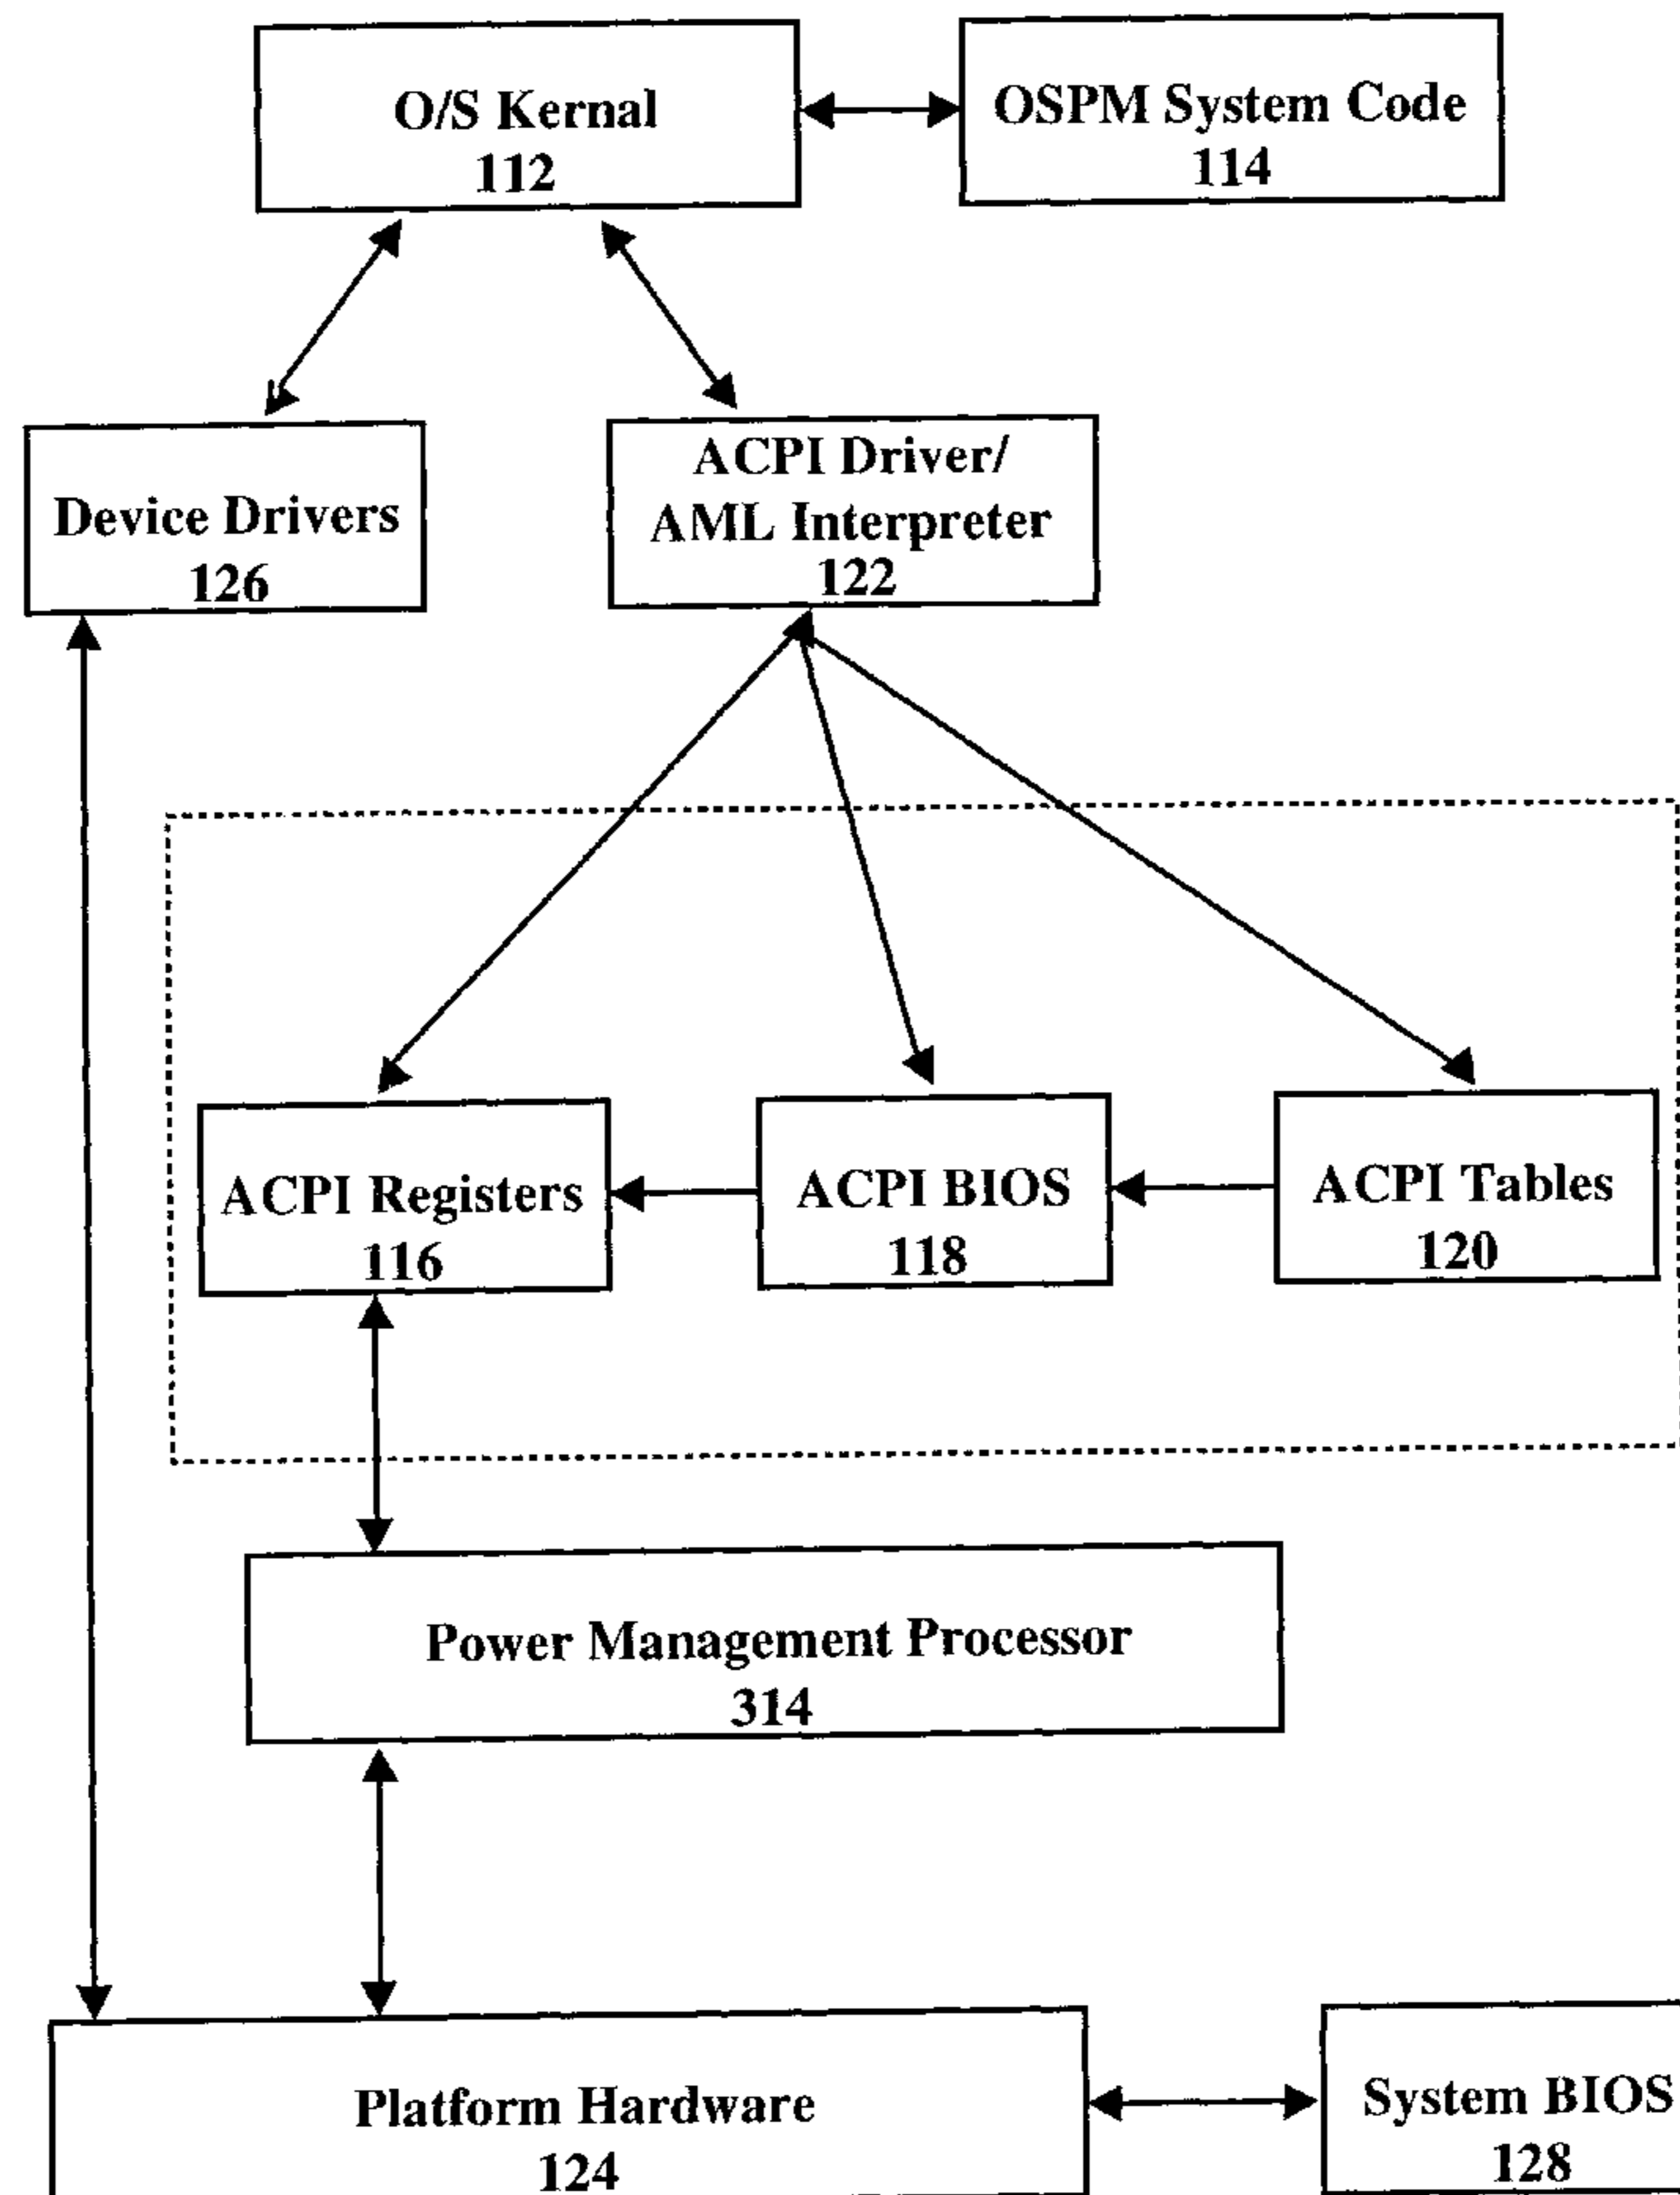 O/S Kernal
112
OSPM System Code
114
Device Drivers
126
ACPI Driver/
AML Interpreter
122
ACPI Registers
116
ACPI BIOS
118
ACPI Tables
120
Power Management Processor
314
Platform Hardware
124
System BIOS
128